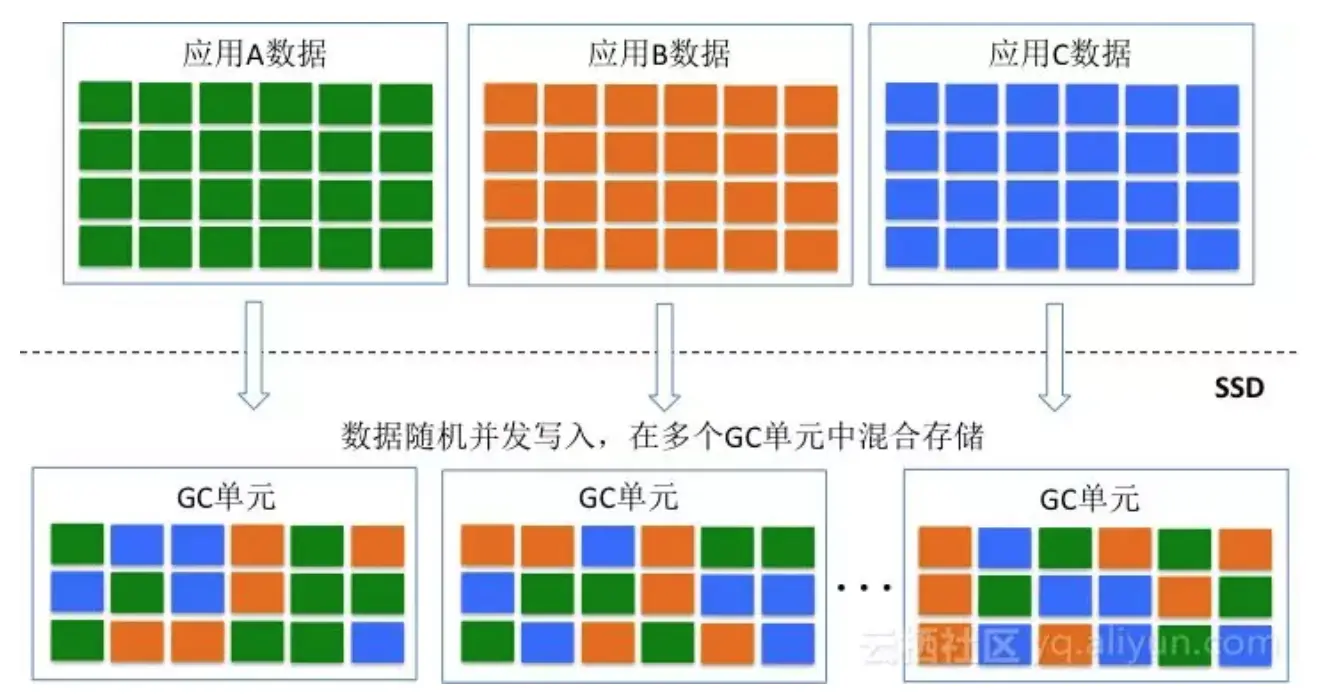 应用A数据
应用B数据
应用C数据
SSD
数据随机并发写入，在多个GC单元中混合存储
GC单元
GC单元
...
GC单元
云栖社区 yq.aliyun.com